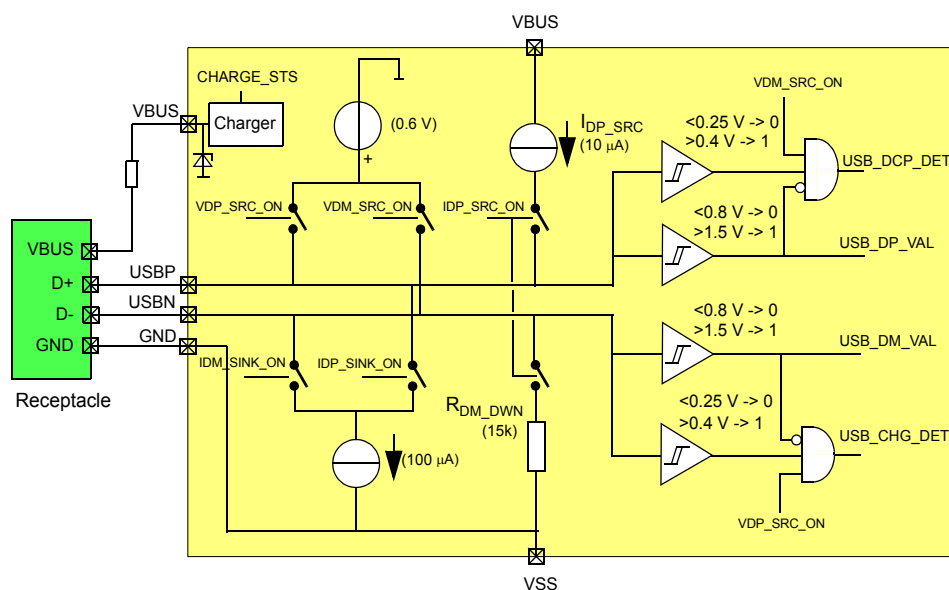 VBUS
CHARGE_STS
VBUS
Charger
(0.6 V)
+
I_DP_SRC
(10 µA)
<0.25 V -> 0
>0.4 V -> 1
VDM_SRC_ON
USB_DCP_DET
VDP_SRC_ON
VDM_SRC_ON
IDP_SRC_ON
<0.8 V -> 0
>1.5 V -> 1
USB_DP_VAL
VBUS
D+
D-
GND
USBP
USBN
GND
Receptacle
IDM_SINK_ON
IDP_SINK_ON
R_DM_DWN
(15k)
(100 µA)
<0.8 V -> 0
>1.5 V -> 1
USB_DM_VAL
<0.25 V -> 0
>0.4 V -> 1
USB_CHG_DET
VDP_SRC_ON
VSS